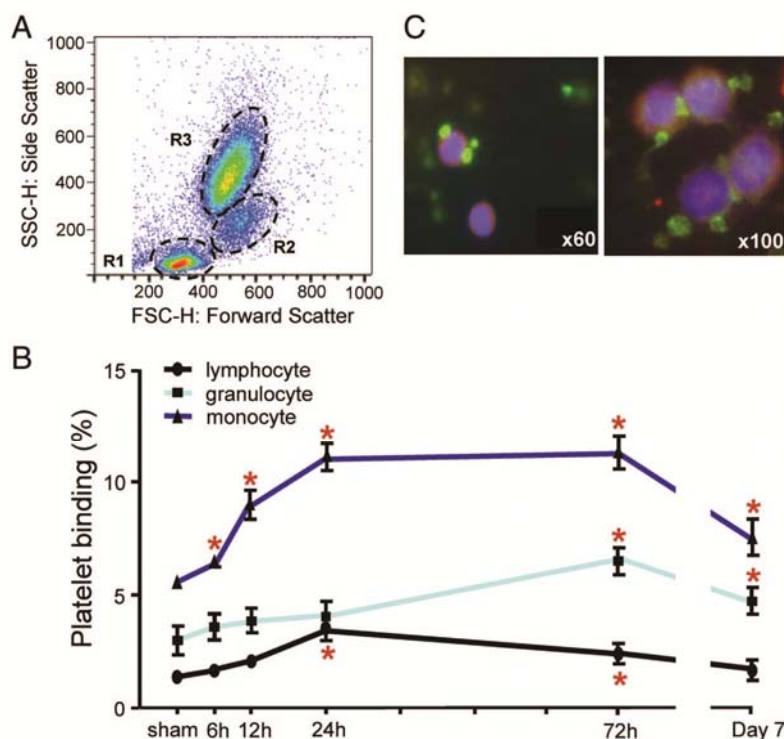 A
1000
800
600
400
200
SSC-H: Side Scatter
R3
R1
R2
200 400 600 800 1000
FSC-H: Forward Scatter
C
x60
x100
B
15
10
5
0
Platelet binding (%)
lymphocyte
granulocyte
monocyte
* * * * *
* *
* *
sham 6h 12h 24h 72h Day 7